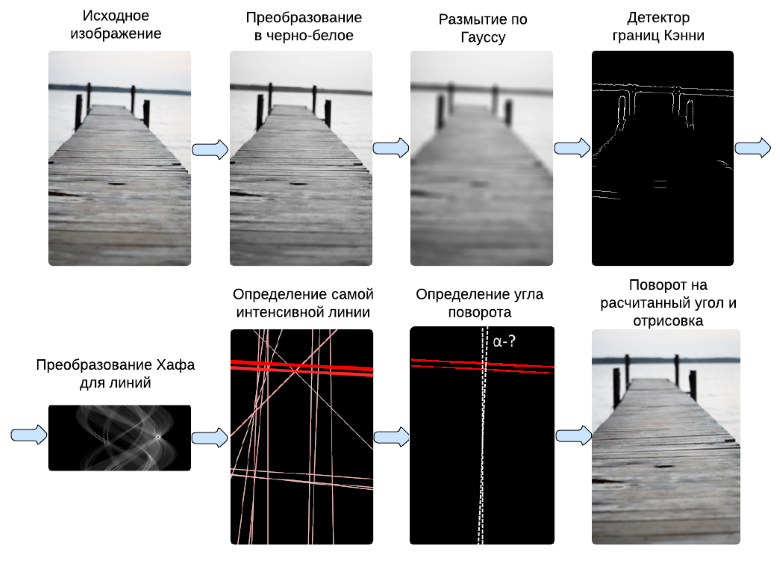 Исходное
изображение
Преобразование
в черно-белое
Размытие по
Гауссу
Детектор
границ Кэнни
Преобразование Хафа
для линий
Определение самой
интенсивной линии
Определение угла
поворота
α-?
Поворот на
расчитанный угол и
отрисовка